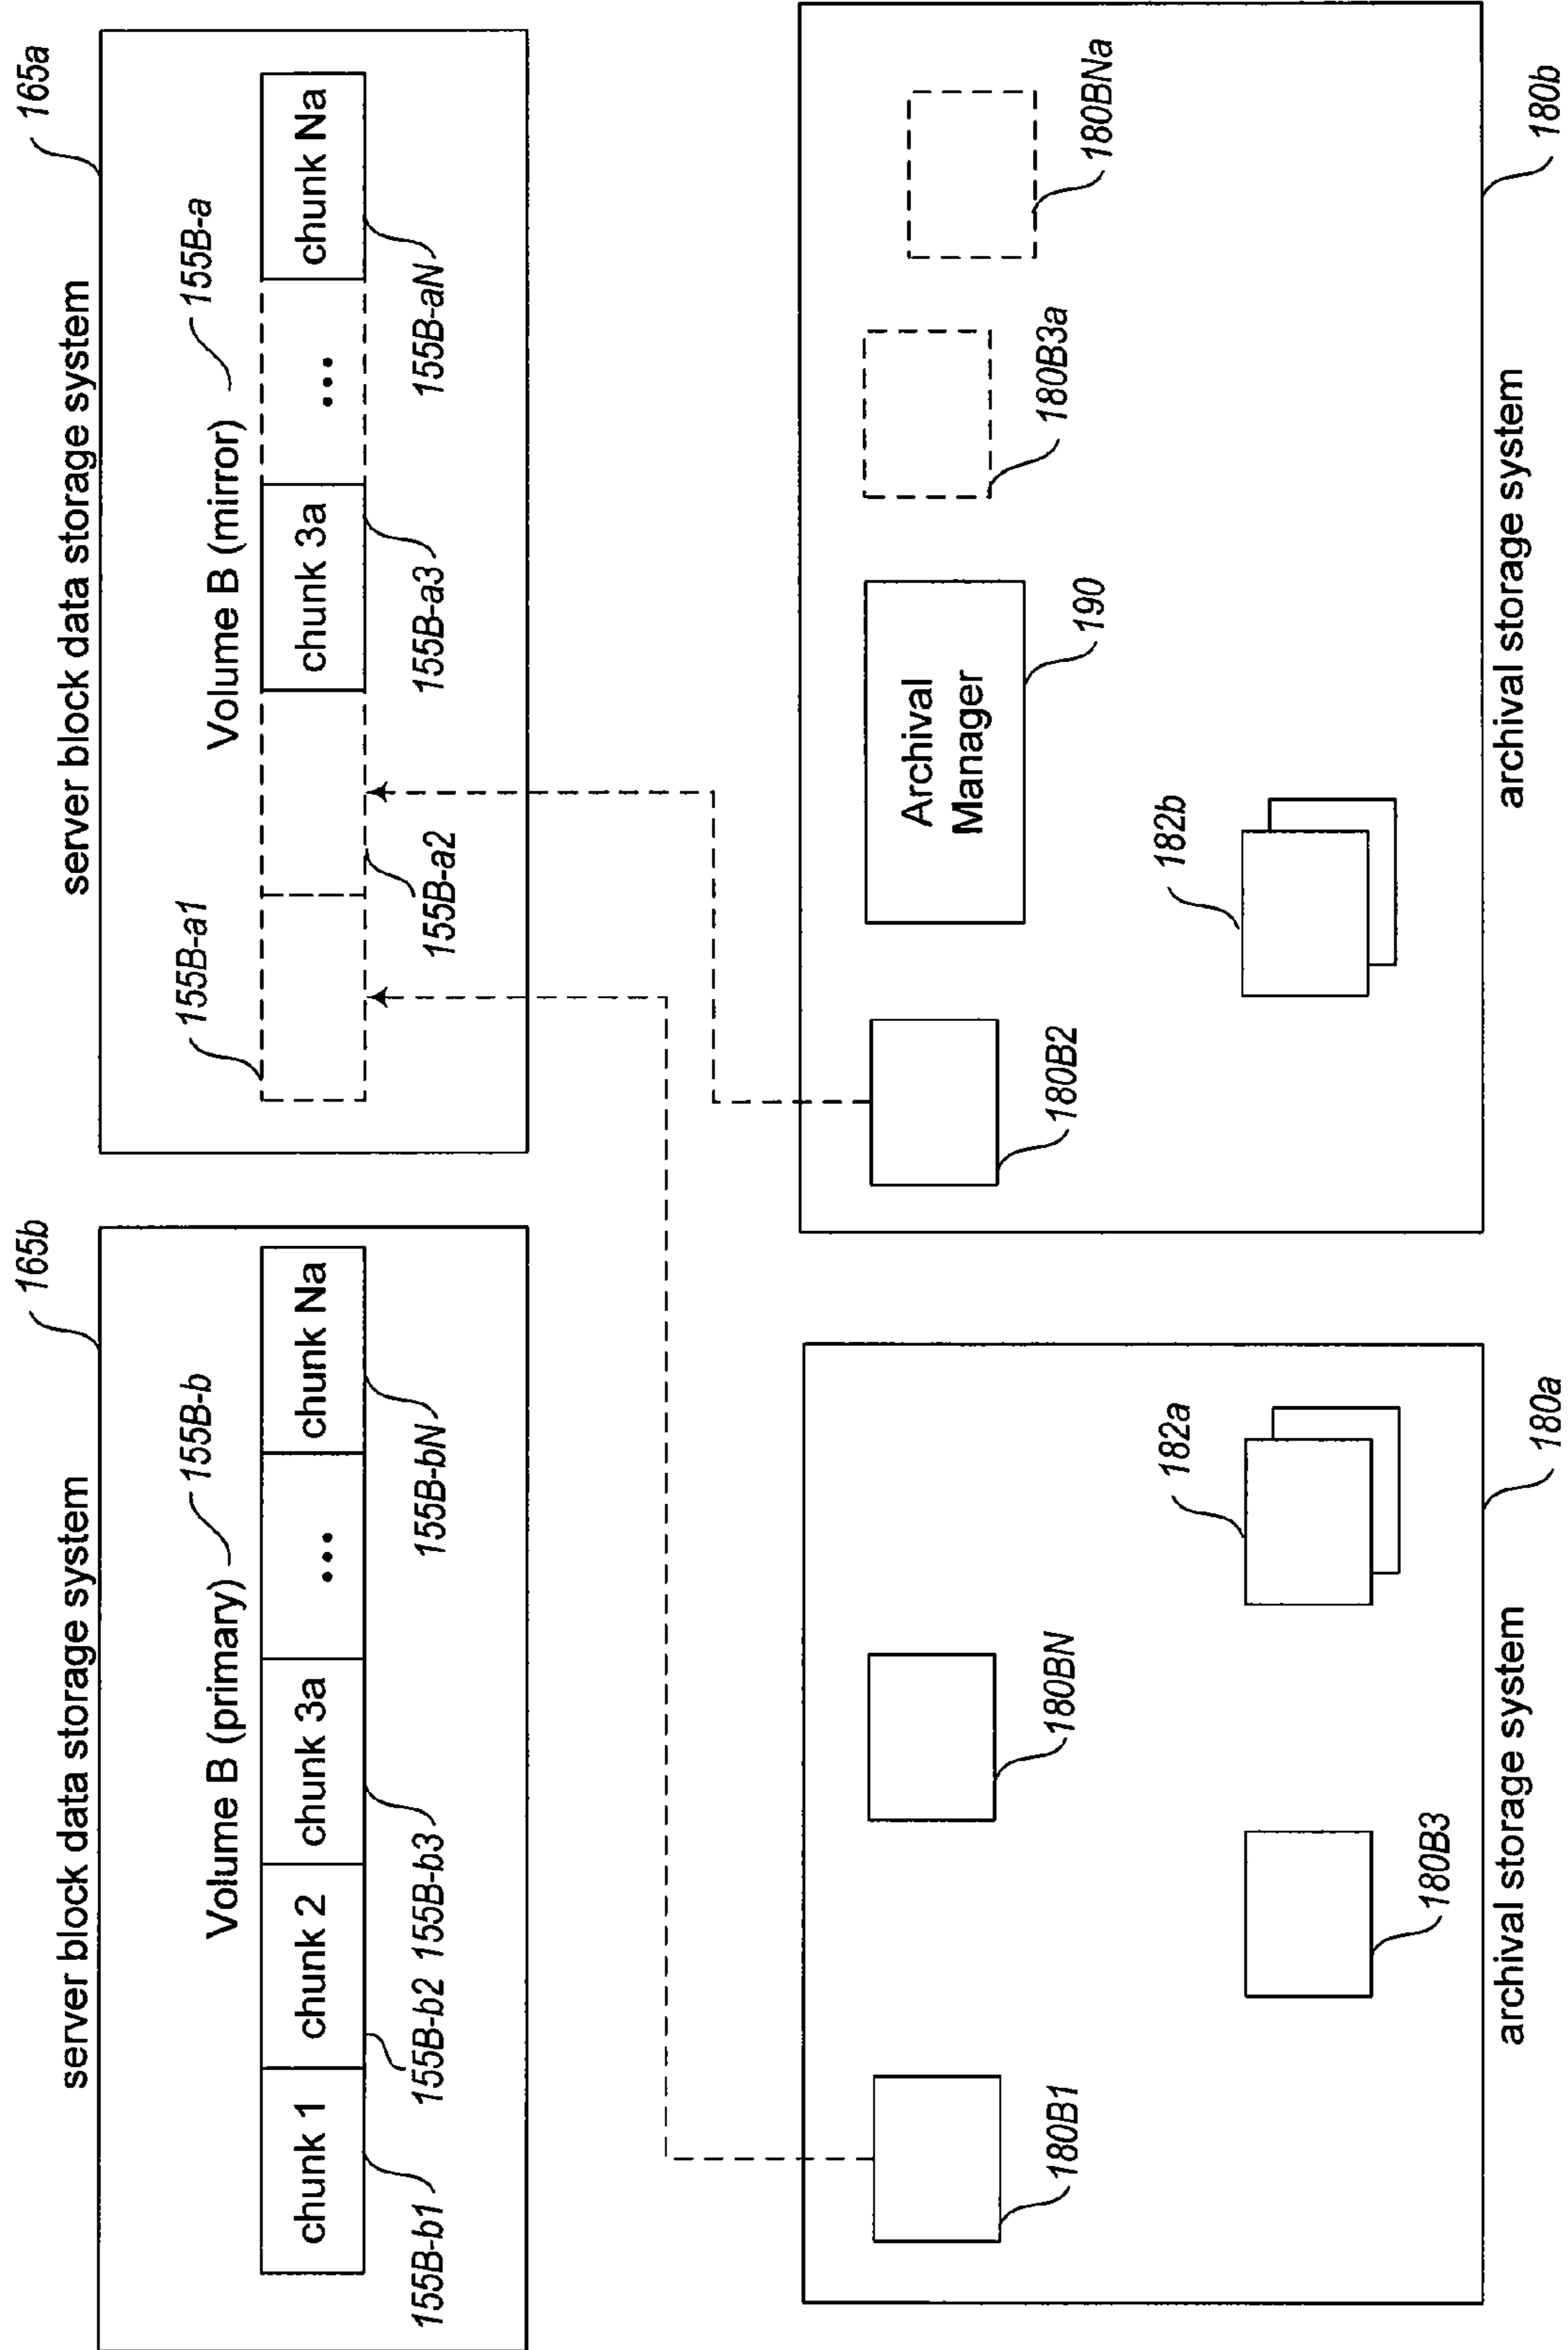 server block data storage system
165b
Volume B (primary)
155B-b
chunk 1
chunk 2
chunk 3a
...
chunk Na
155B-b1
155B-b2
155B-b3
155B-bN
server block data storage system
165a
155B-a1
Volume B (mirror)
155B-a
chunk 3a
...
chunk Na
155B-a2
155B-a3
155B-aN
180B1
180BN
180B3
182a
archival storage system
180a
180B2
Archival
Manager
190
180B3a
180BNa
182b
archival storage system
180b